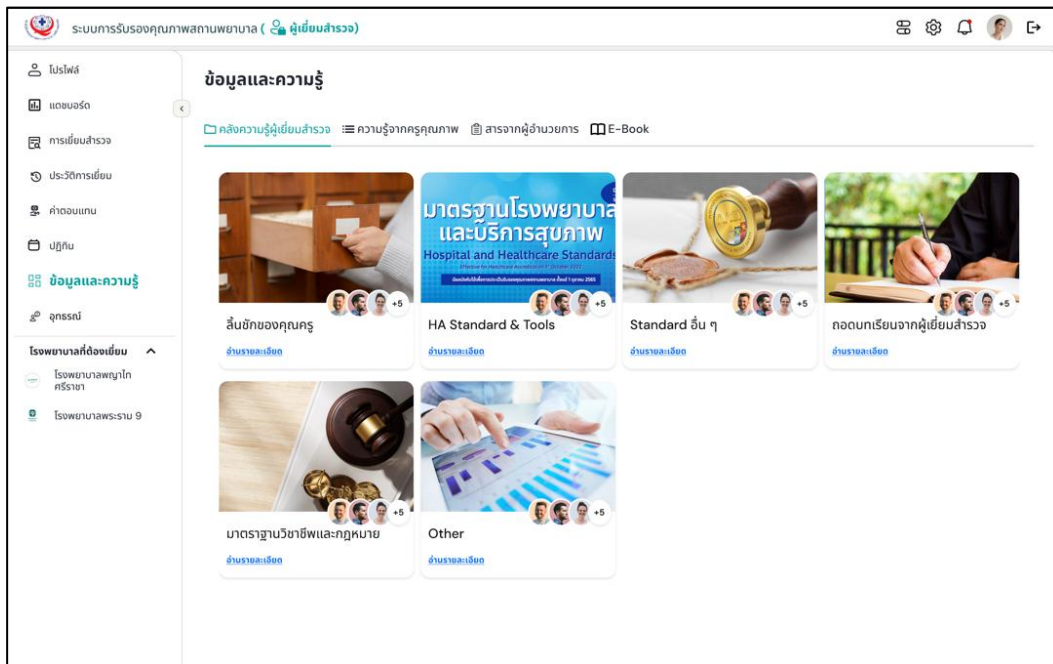 ระบบการรับรองคุณภาพสถานพยาบาล ( ผู้เยี่ยมสำรวจ)
โปรไฟล์
แดชบอร์ด
การเยี่ยมสำรวจ
ประวัติการเยี่ยม
ค่าตอบแทน
ปฏิทิน
ข้อมูลและความรู้
อุทธรณ์
โรงพยาบาลที่ต้องเยี่ยม
โรงพยาบาลพญาไท
ศรีราชา
โรงพยาบาลพระราม 9
ข้อมูลและความรู้
คลังความรู้ผู้เยี่ยมสำรวจ ความรู้จากครูคุณภาพ สารจากผู้อำนวยการ E-Book
+5
ลิ้นชักของคุณครู
อ่านรายละเอียด
มาตรฐานโรงพยาบาล
และบริการสุขภาพ
Hospital and Healthcare Standards
+5
HA Standard & Tools
อ่านรายละเอียด
+5
Standard อื่น ๆ
อ่านรายละเอียด
+5
ถอดบทเรียนจากผู้เยี่ยมสำรวจ
อ่านรายละเอียด
+5
มาตราฐานวิชาชีพและกฎหมาย
อ่านรายละเอียด
+5
Other
อ่านรายละเอียด